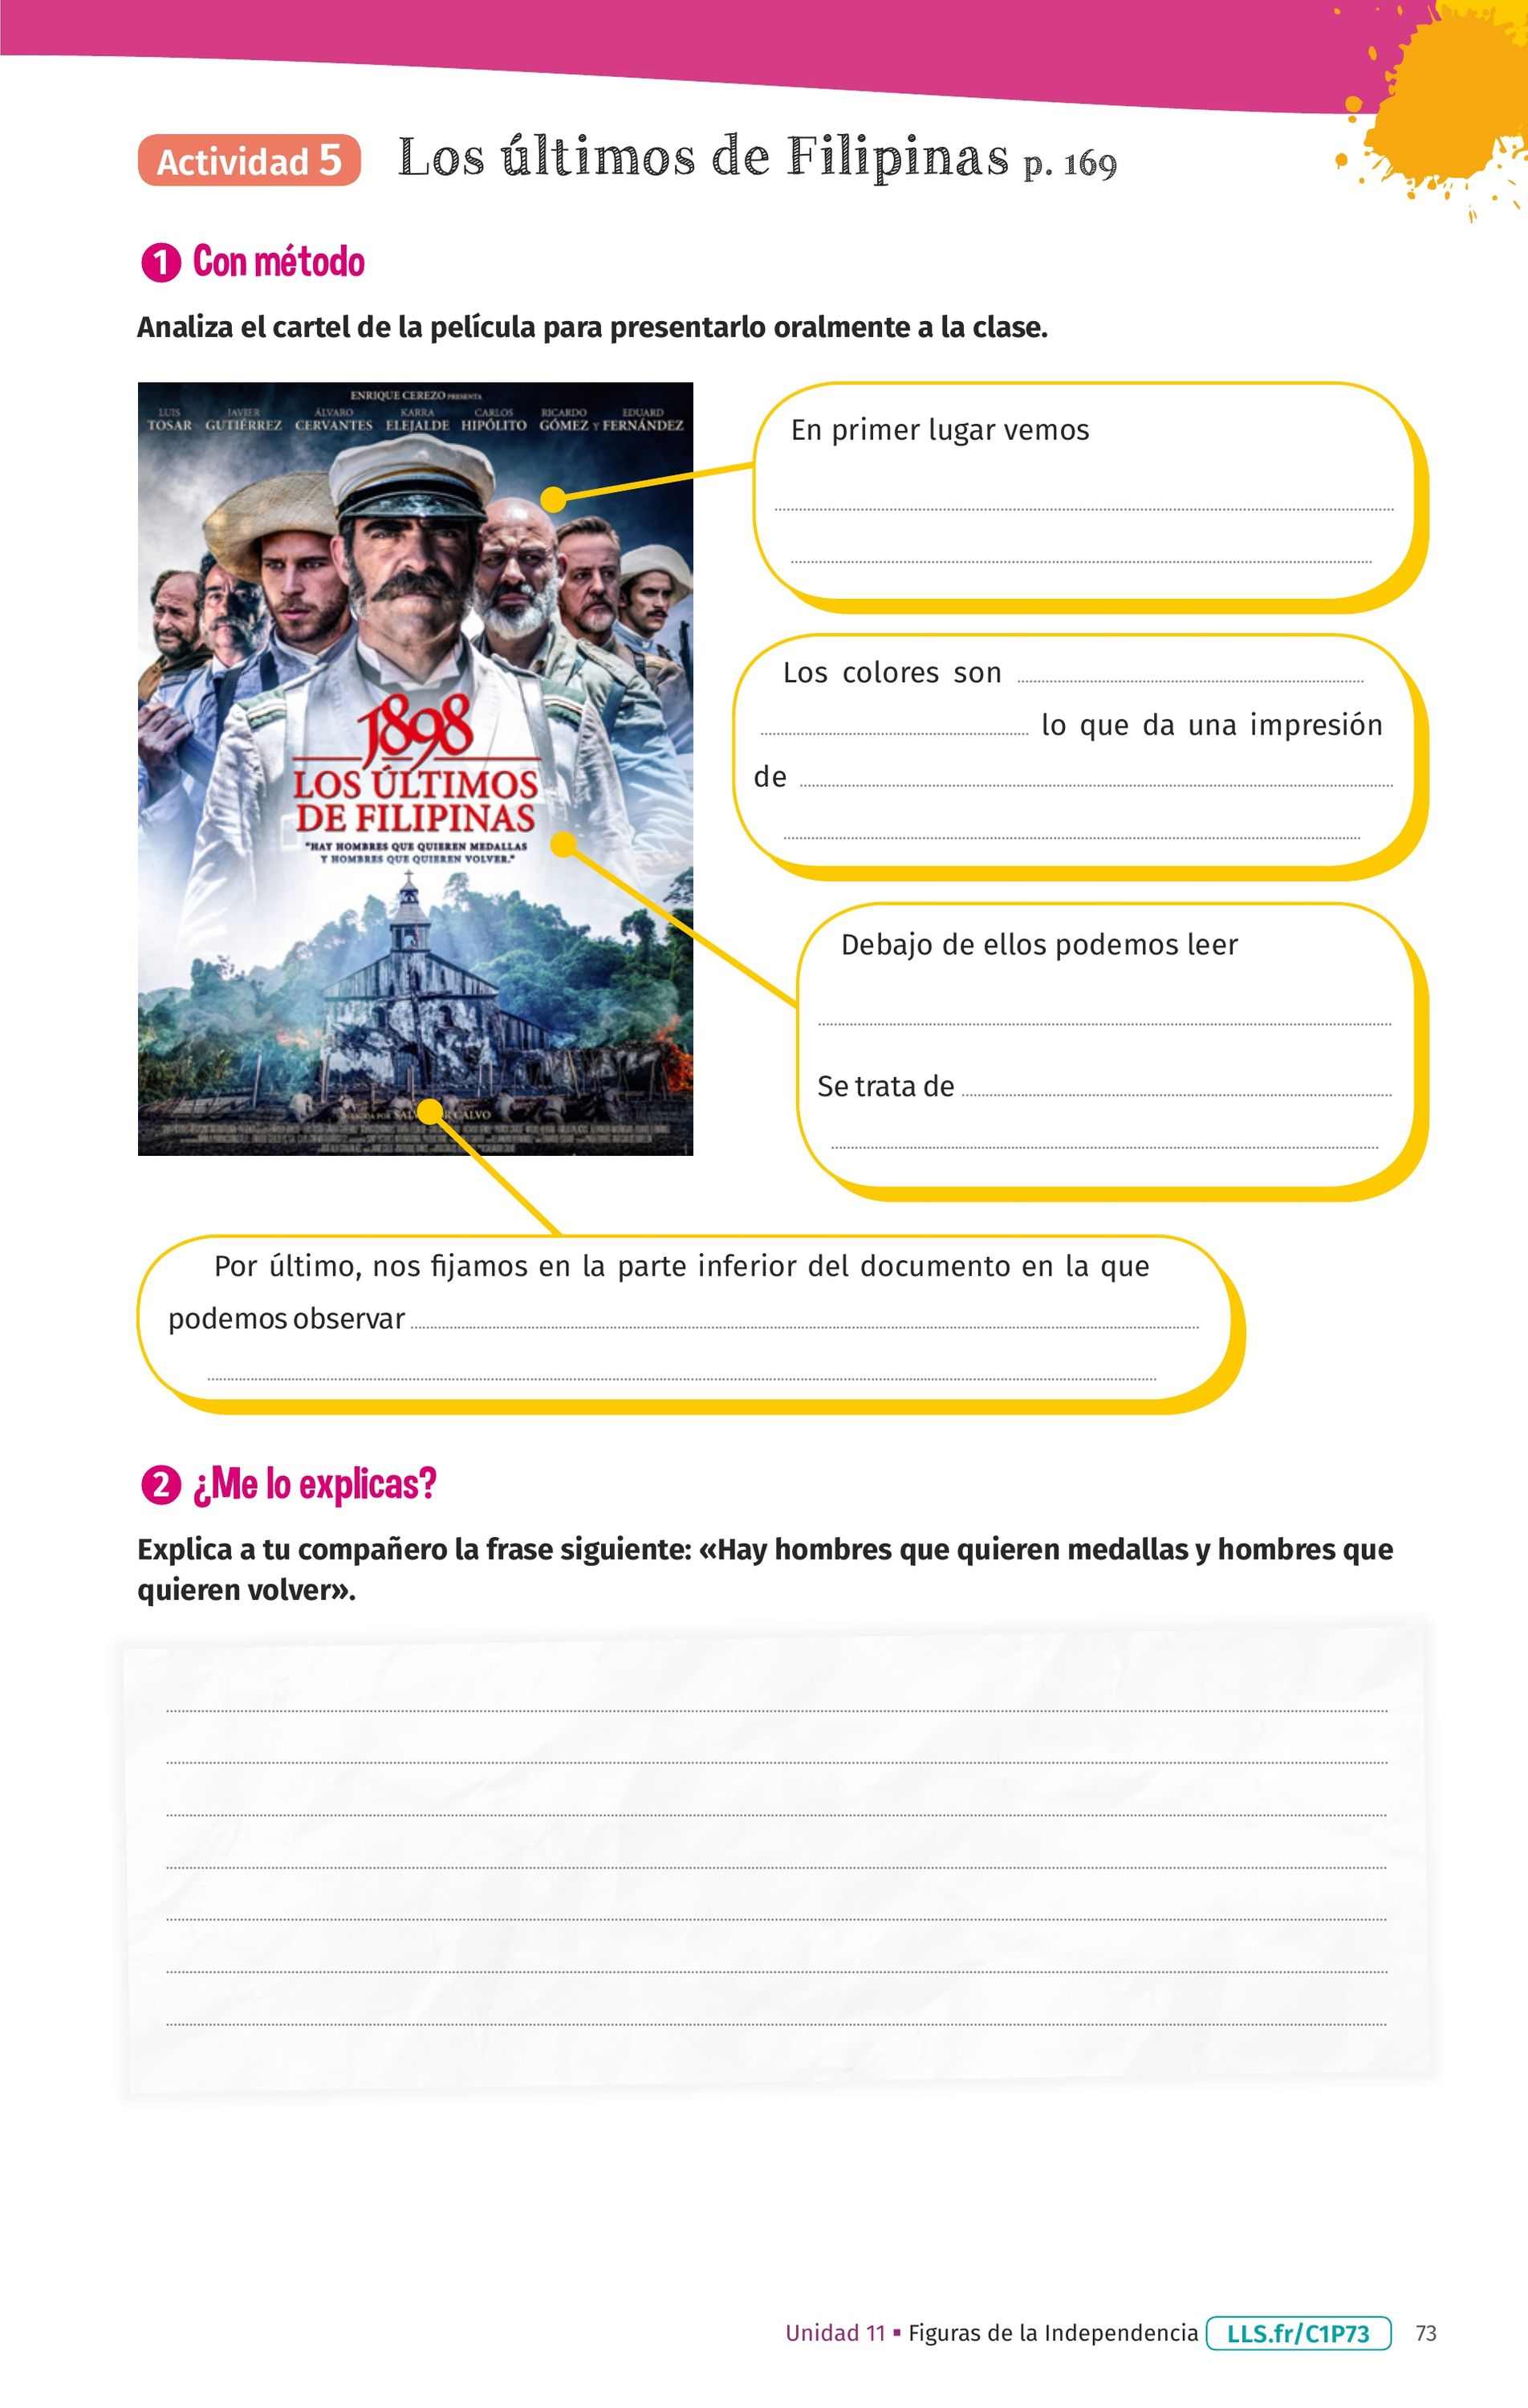 Actividad 5 Los últimos de Filipinas p. 169
1 Con método
Analiza el cartel de la película para presentarlo oralmente a la clase.
ENRIQUE CEREZO PRESENTA
LUIS TOSAR JAVIER GUTIÉRREZ ÁLVARO CERVANTES KARRA ELEJALDE CARLOS HIPÓLITO RICARDO GÓMEZ Y EDUARD FERNÁNDEZ
1898
LOS ÚLTIMOS
DE FILIPINAS
"HAY HOMBRES QUE QUIEREN MEDALLAS
Y HOMBRES QUE QUIEREN VOLVER."
En primer lugar vemos
Los colores son
lo que da una impresión
de
Debajo de ellos podemos leer
Se trata de
Por último, nos fijamos en la parte inferior del documento en la que
podemos observar
2 ¿Me lo explicas?
Explica a tu compañero la frase siguiente: «Hay hombres que quieren medallas y hombres que
quieren volver».
Unidad 11 ▪ Figuras de la Independencia LLS.fr/C1P73 73